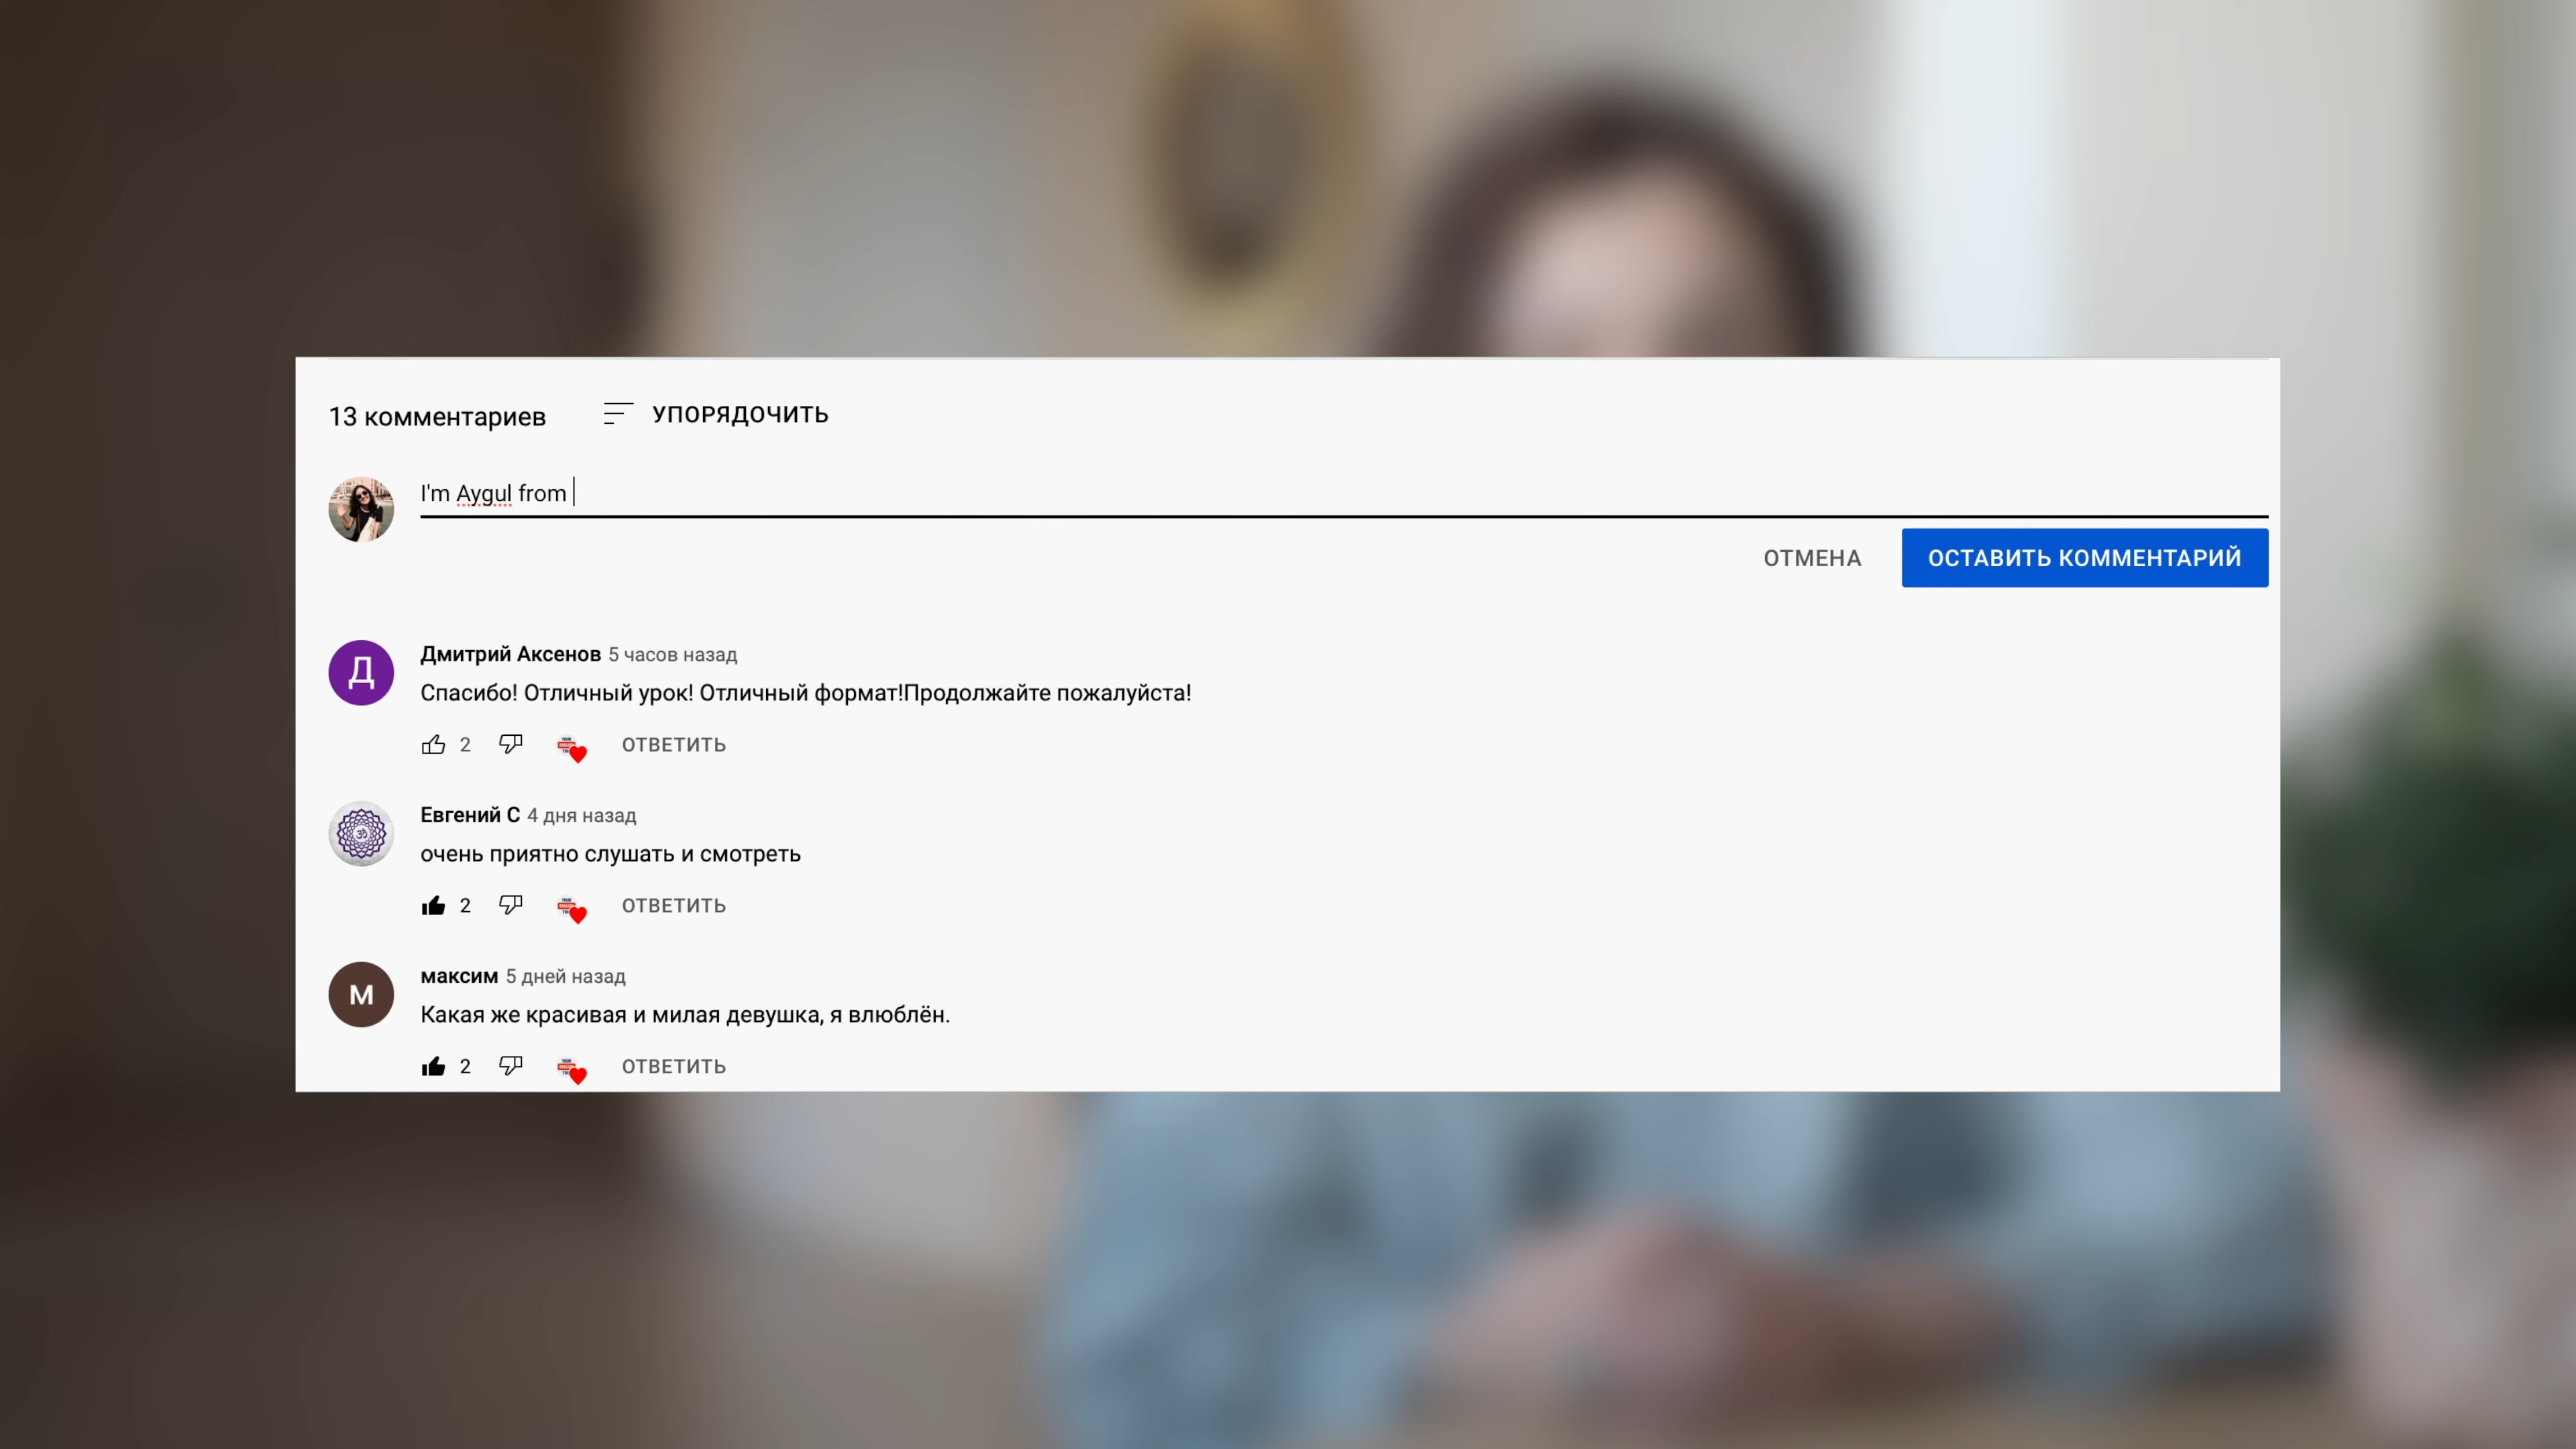 13 комментариев
УПОРЯДОЧИТЬ
I'm Aygul from
ОТМЕНА
ОСТАВИТЬ КОММЕНТАРИЙ
Д
Дмитрий Аксенов 5 часов назад
Спасибо! Отличный урок! Отличный формат!Продолжайте пожалуйста!
2
ОТВЕТИТЬ
Евгений С 4 дня назад
очень приятно слушать и смотреть
2
ОТВЕТИТЬ
м
максим 5 дней назад
Какая же красивая и милая девушка, я влюблён.
2
ОТВЕТИТЬ